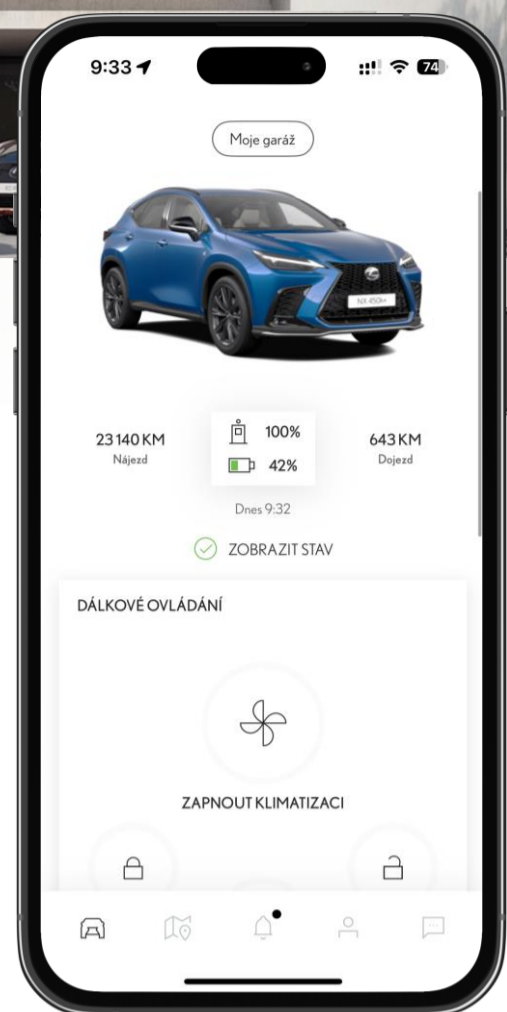 9:33
74
Moje garáž
NX 450h+
23 140 KM
Nájezd
100%
42%
643 KM
Dojezd
Dnes 9:32
ZOBRAZIT STAV
DÁLKOVÉ OVLÁDÁNÍ
ZAPNOUT KLIMATIZACI